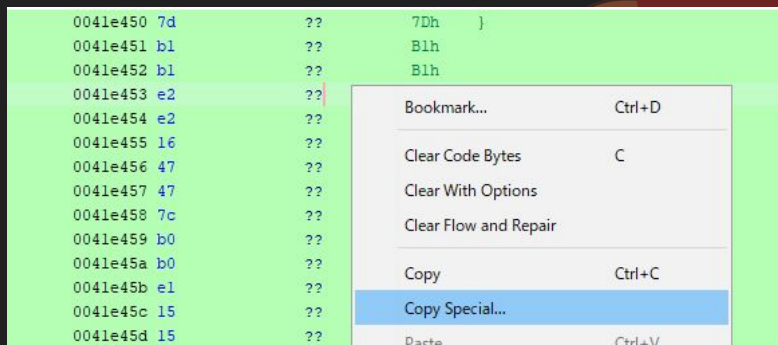 0041e450 7d ?? 7Dh }
0041e451 b1 ?? B1h
0041e452 b1 ?? B1h
0041e453 e2 ??
0041e454 e2 ??
0041e455 16 ??
0041e456 47 ??
0041e457 47 ??
0041e458 7c ??
0041e459 b0 ??
0041e45a b0 ??
0041e45b e1 ??
0041e45c 15 ??
0041e45d 15 ??
Bookmark... Ctrl+D
Clear Code Bytes C
Clear With Options
Clear Flow and Repair
Copy Ctrl+C
Copy Special...
Paste Ctrl+V